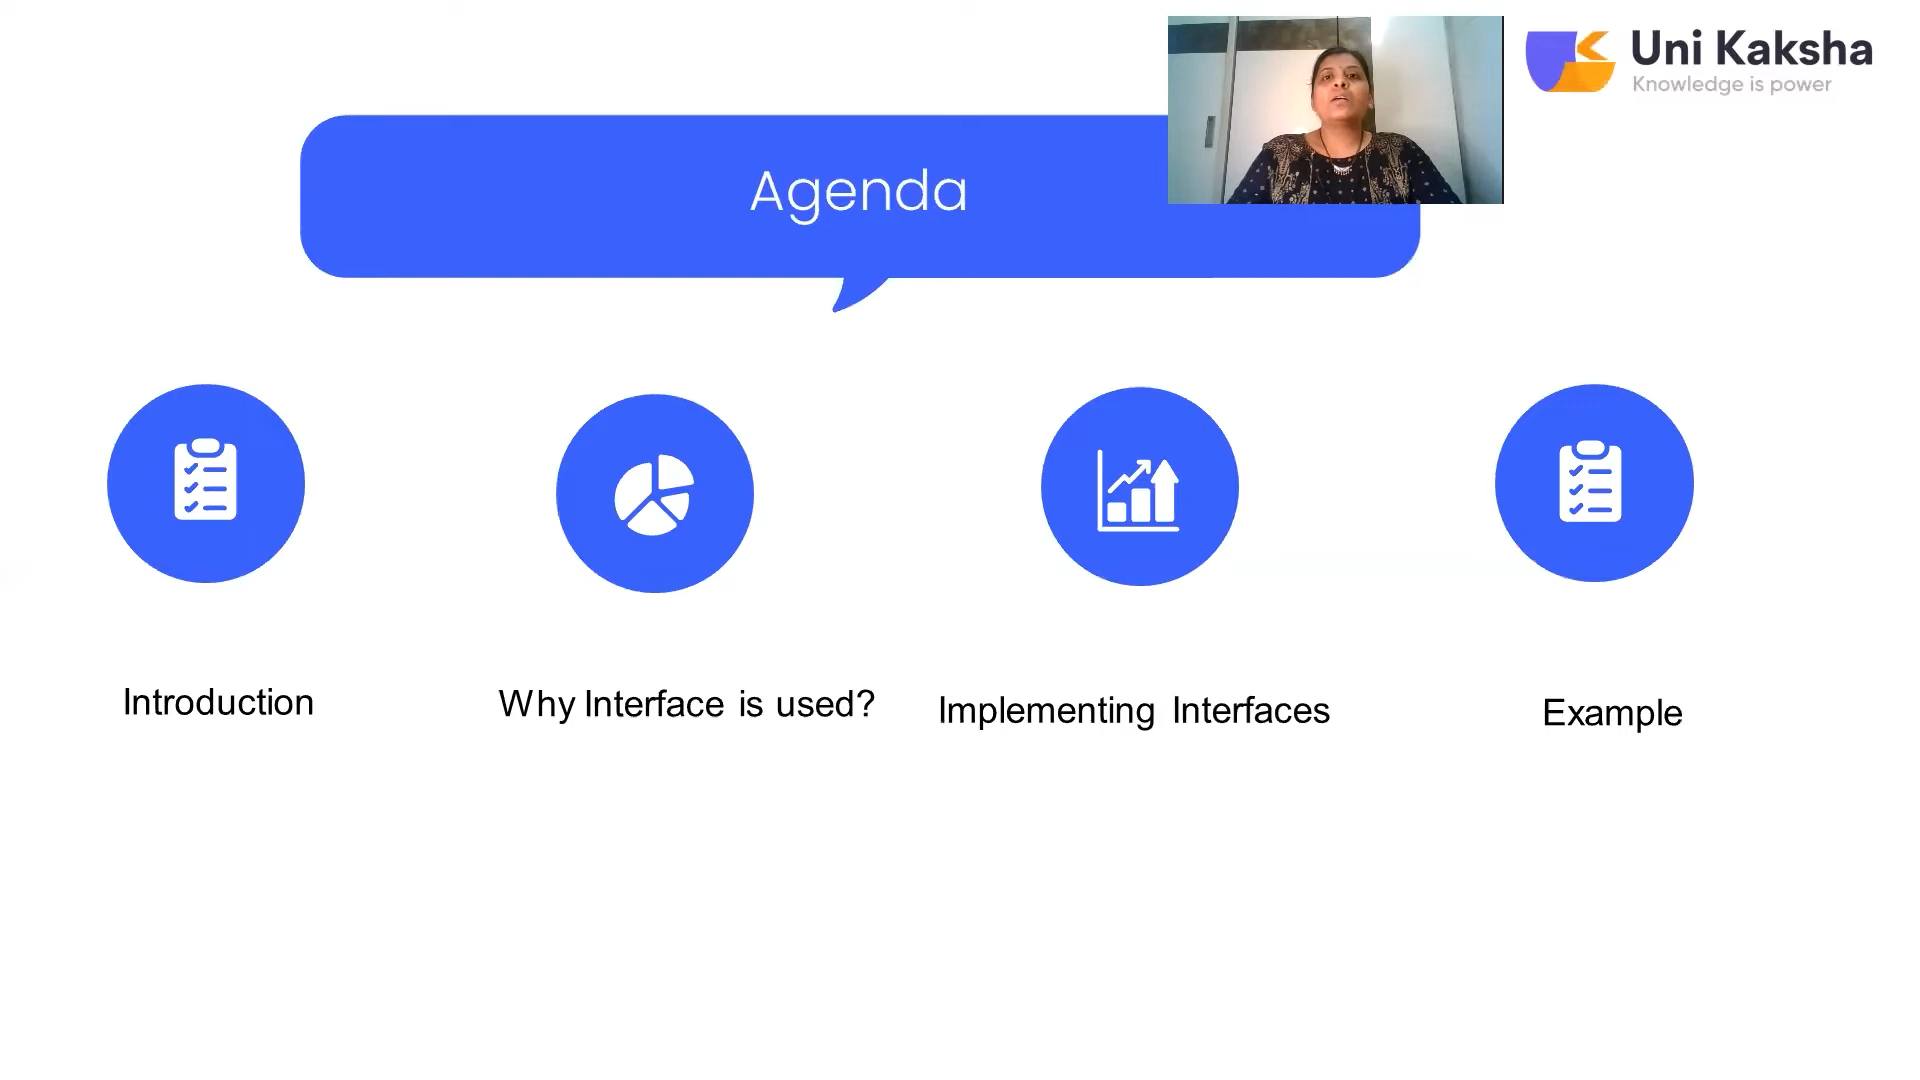 Uni Kaksha
Knowledge is power
Agenda
Introduction
Why Interface is used?
Implementing Interfaces
Example